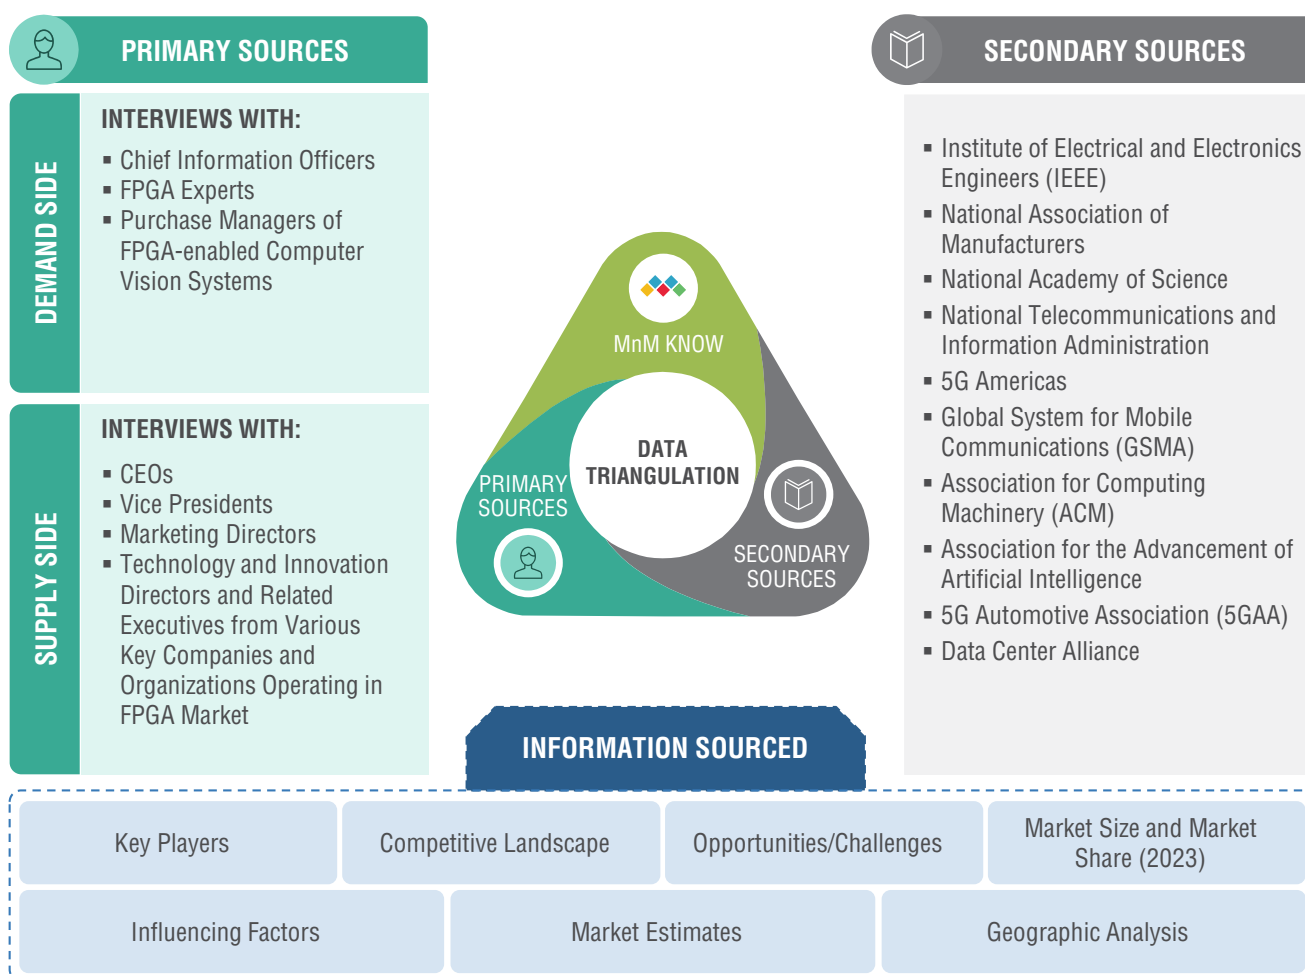 PRIMARY SOURCES
DEMAND SIDE
INTERVIEWS WITH:
▪ Chief Information Officers
▪ FPGA Experts
▪ Purchase Managers of
FPGA-enabled Computer
Vision Systems
SUPPLY SIDE
INTERVIEWS WITH:
▪ CEOs
▪ Vice Presidents
▪ Marketing Directors
▪ Technology and Innovation
Directors and Related
Executives from Various
Key Companies and
Organizations Operating in
FPGA Market
MnM KNOW
DATA
TRIANGULATION
PRIMARY
SOURCES
SECONDARY
SOURCES
SECONDARY SOURCES
▪ Institute of Electrical and Electronics
Engineers (IEEE)
▪ National Association of
Manufacturers
▪ National Academy of Science
▪ National Telecommunications and
Information Administration
▪ 5G Americas
▪ Global System for Mobile
Communications (GSMA)
▪ Association for Computing
Machinery (ACM)
▪ Association for the Advancement of
Artificial Intelligence
▪ 5G Automotive Association (5GAA)
▪ Data Center Alliance
INFORMATION SOURCED
Key Players
Competitive Landscape
Opportunities/Challenges
Market Size and Market
Share (2023)
Influencing Factors
Market Estimates
Geographic Analysis